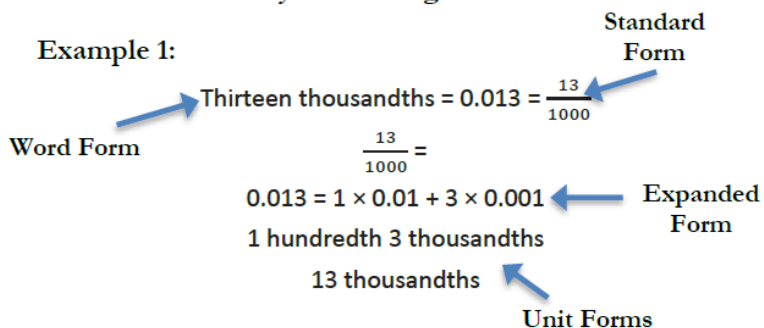 Standard
Form
Example 1:
Thirteen thousandths = 0.013 = 13/1000
Word Form
13/1000 =
0.013 = 1 × 0.01 + 3 × 0.001
Expanded
Form
1 hundredth 3 thousandths
13 thousandths
Unit Forms